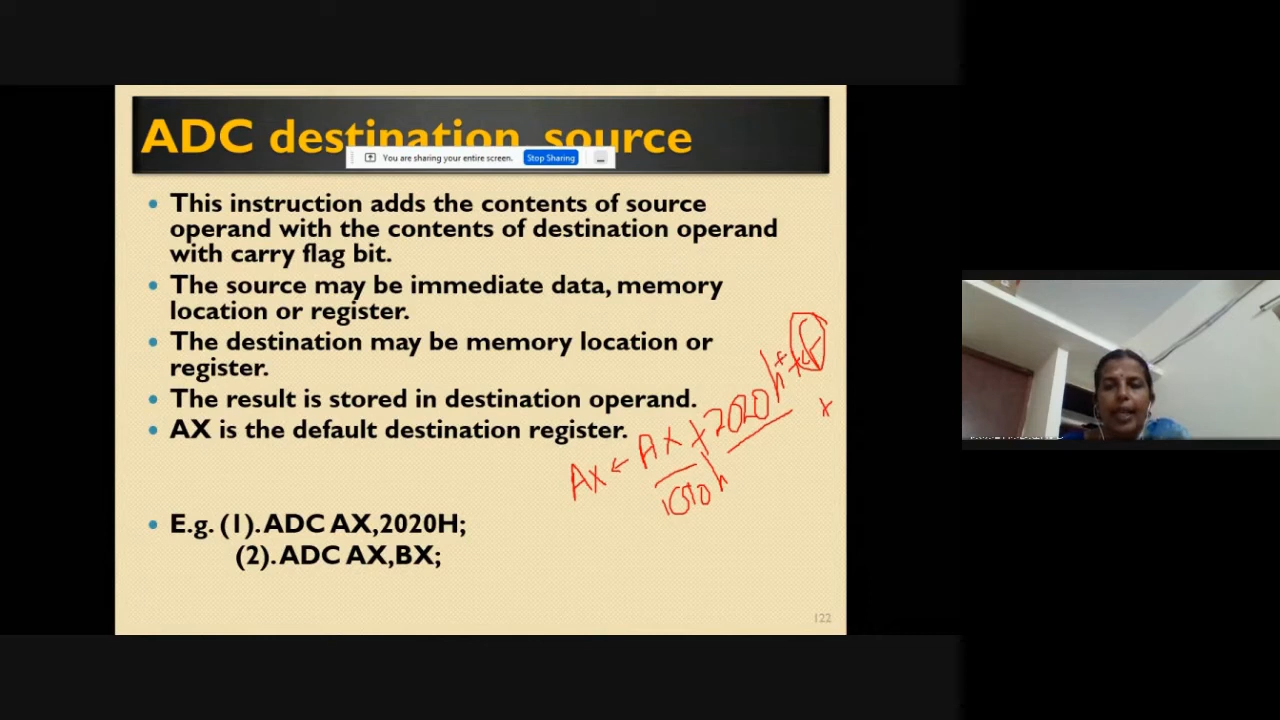 ADC destination, source
You are sharing your entire screen. Stop Sharing
• This instruction adds the contents of source
operand with the contents of destination operand
with carry flag bit.
• The source may be immediate data, memory
location or register.
• The destination may be memory location or
register.
• The result is stored in destination operand.
• AX is the default destination register.
AX ← AX + 2020h + CF
1010h
• E.g. (1). ADC AX,2020H;
(2). ADC AX,BX;
122